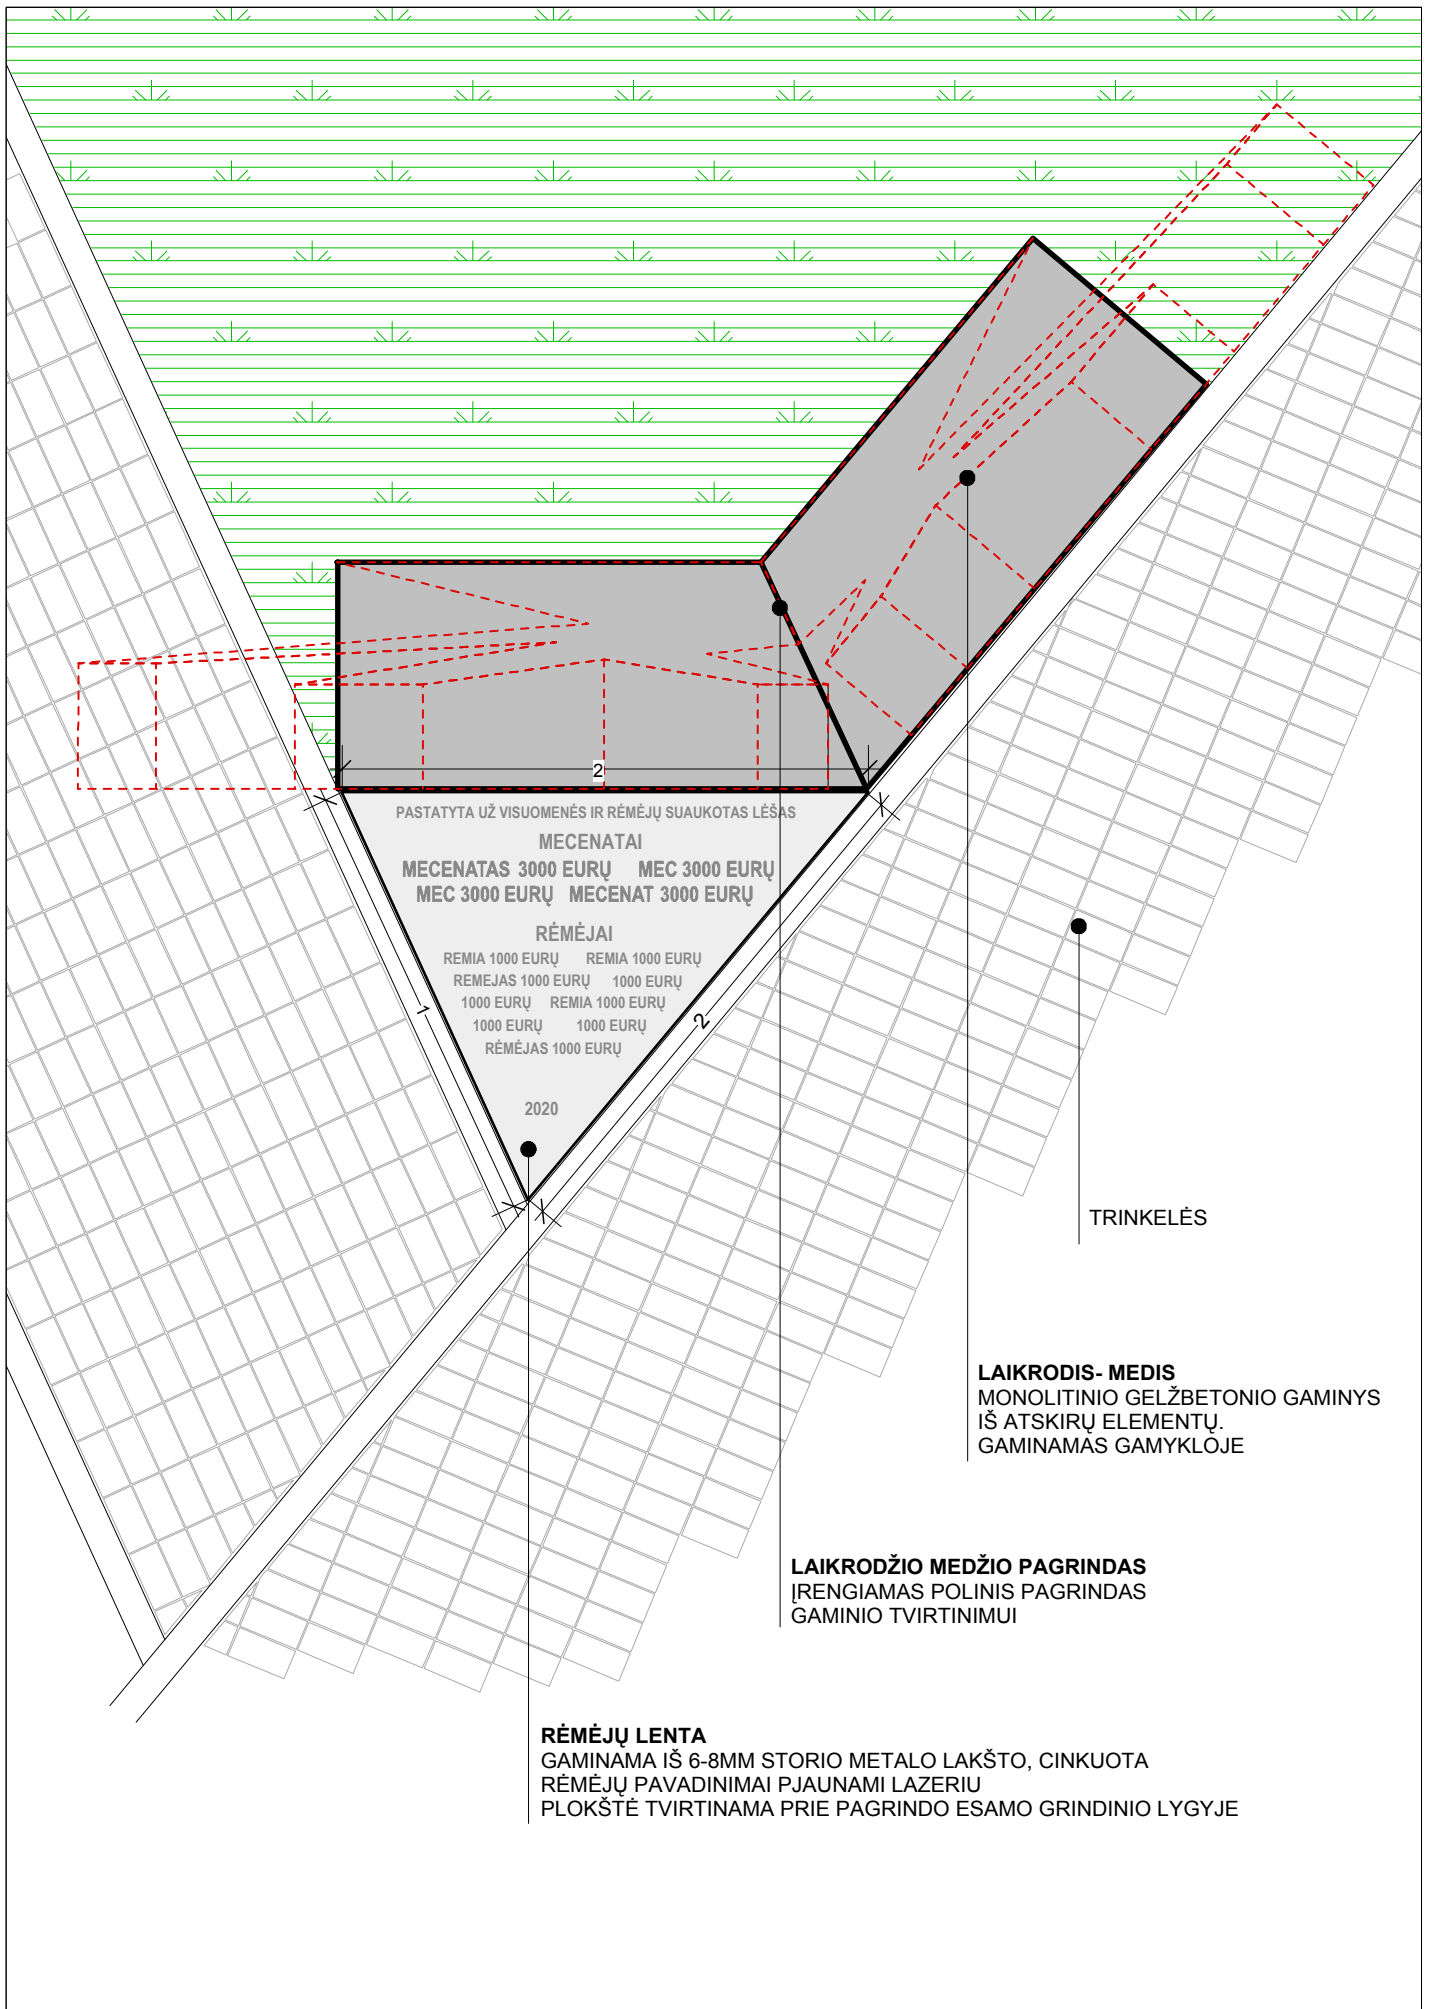 2
PASTATYTA UŽ VISUOMENĖS IR RĖMĖJŲ SUAUKOTAS LĖŠAS
MECENATAI
MECENATAS 3000 EURŲ MEC 3000 EURŲ
MEC 3000 EURŲ MECENAT 3000 EURŲ
RĖMĖJAI
REMIA 1000 EURŲ REMIA 1000 EURŲ
REMEJAS 1000 EURŲ 1000 EURŲ
1000 EURŲ REMIA 1000 EURŲ
1000 EURŲ 1000 EURŲ
RĖMĖJAS 1000 EURŲ
2020
1
2
TRINKELĖS
LAIKRODIS- MEDIS
MONOLITINIO GELŽBETONIO GAMINYS
IŠ ATSKIRŲ ELEMENTŲ.
GAMINAMAS GAMYKLOJE
LAIKRODŽIO MEDŽIO PAGRINDAS
ĮRENGIAMAS POLINIS PAGRINDAS
GAMINIO TVIRTINIMUI
RĖMĖJŲ LENTA
GAMINAMA IŠ 6-8MM STORIO METALO LAKŠTO, CINKUOTA
RĖMĖJŲ PAVADINIMAI PJAUNAMI LAZERIU
PLOKŠTĖ TVIRTINAMA PRIE PAGRINDO ESAMO GRINDINIO LYGYJE